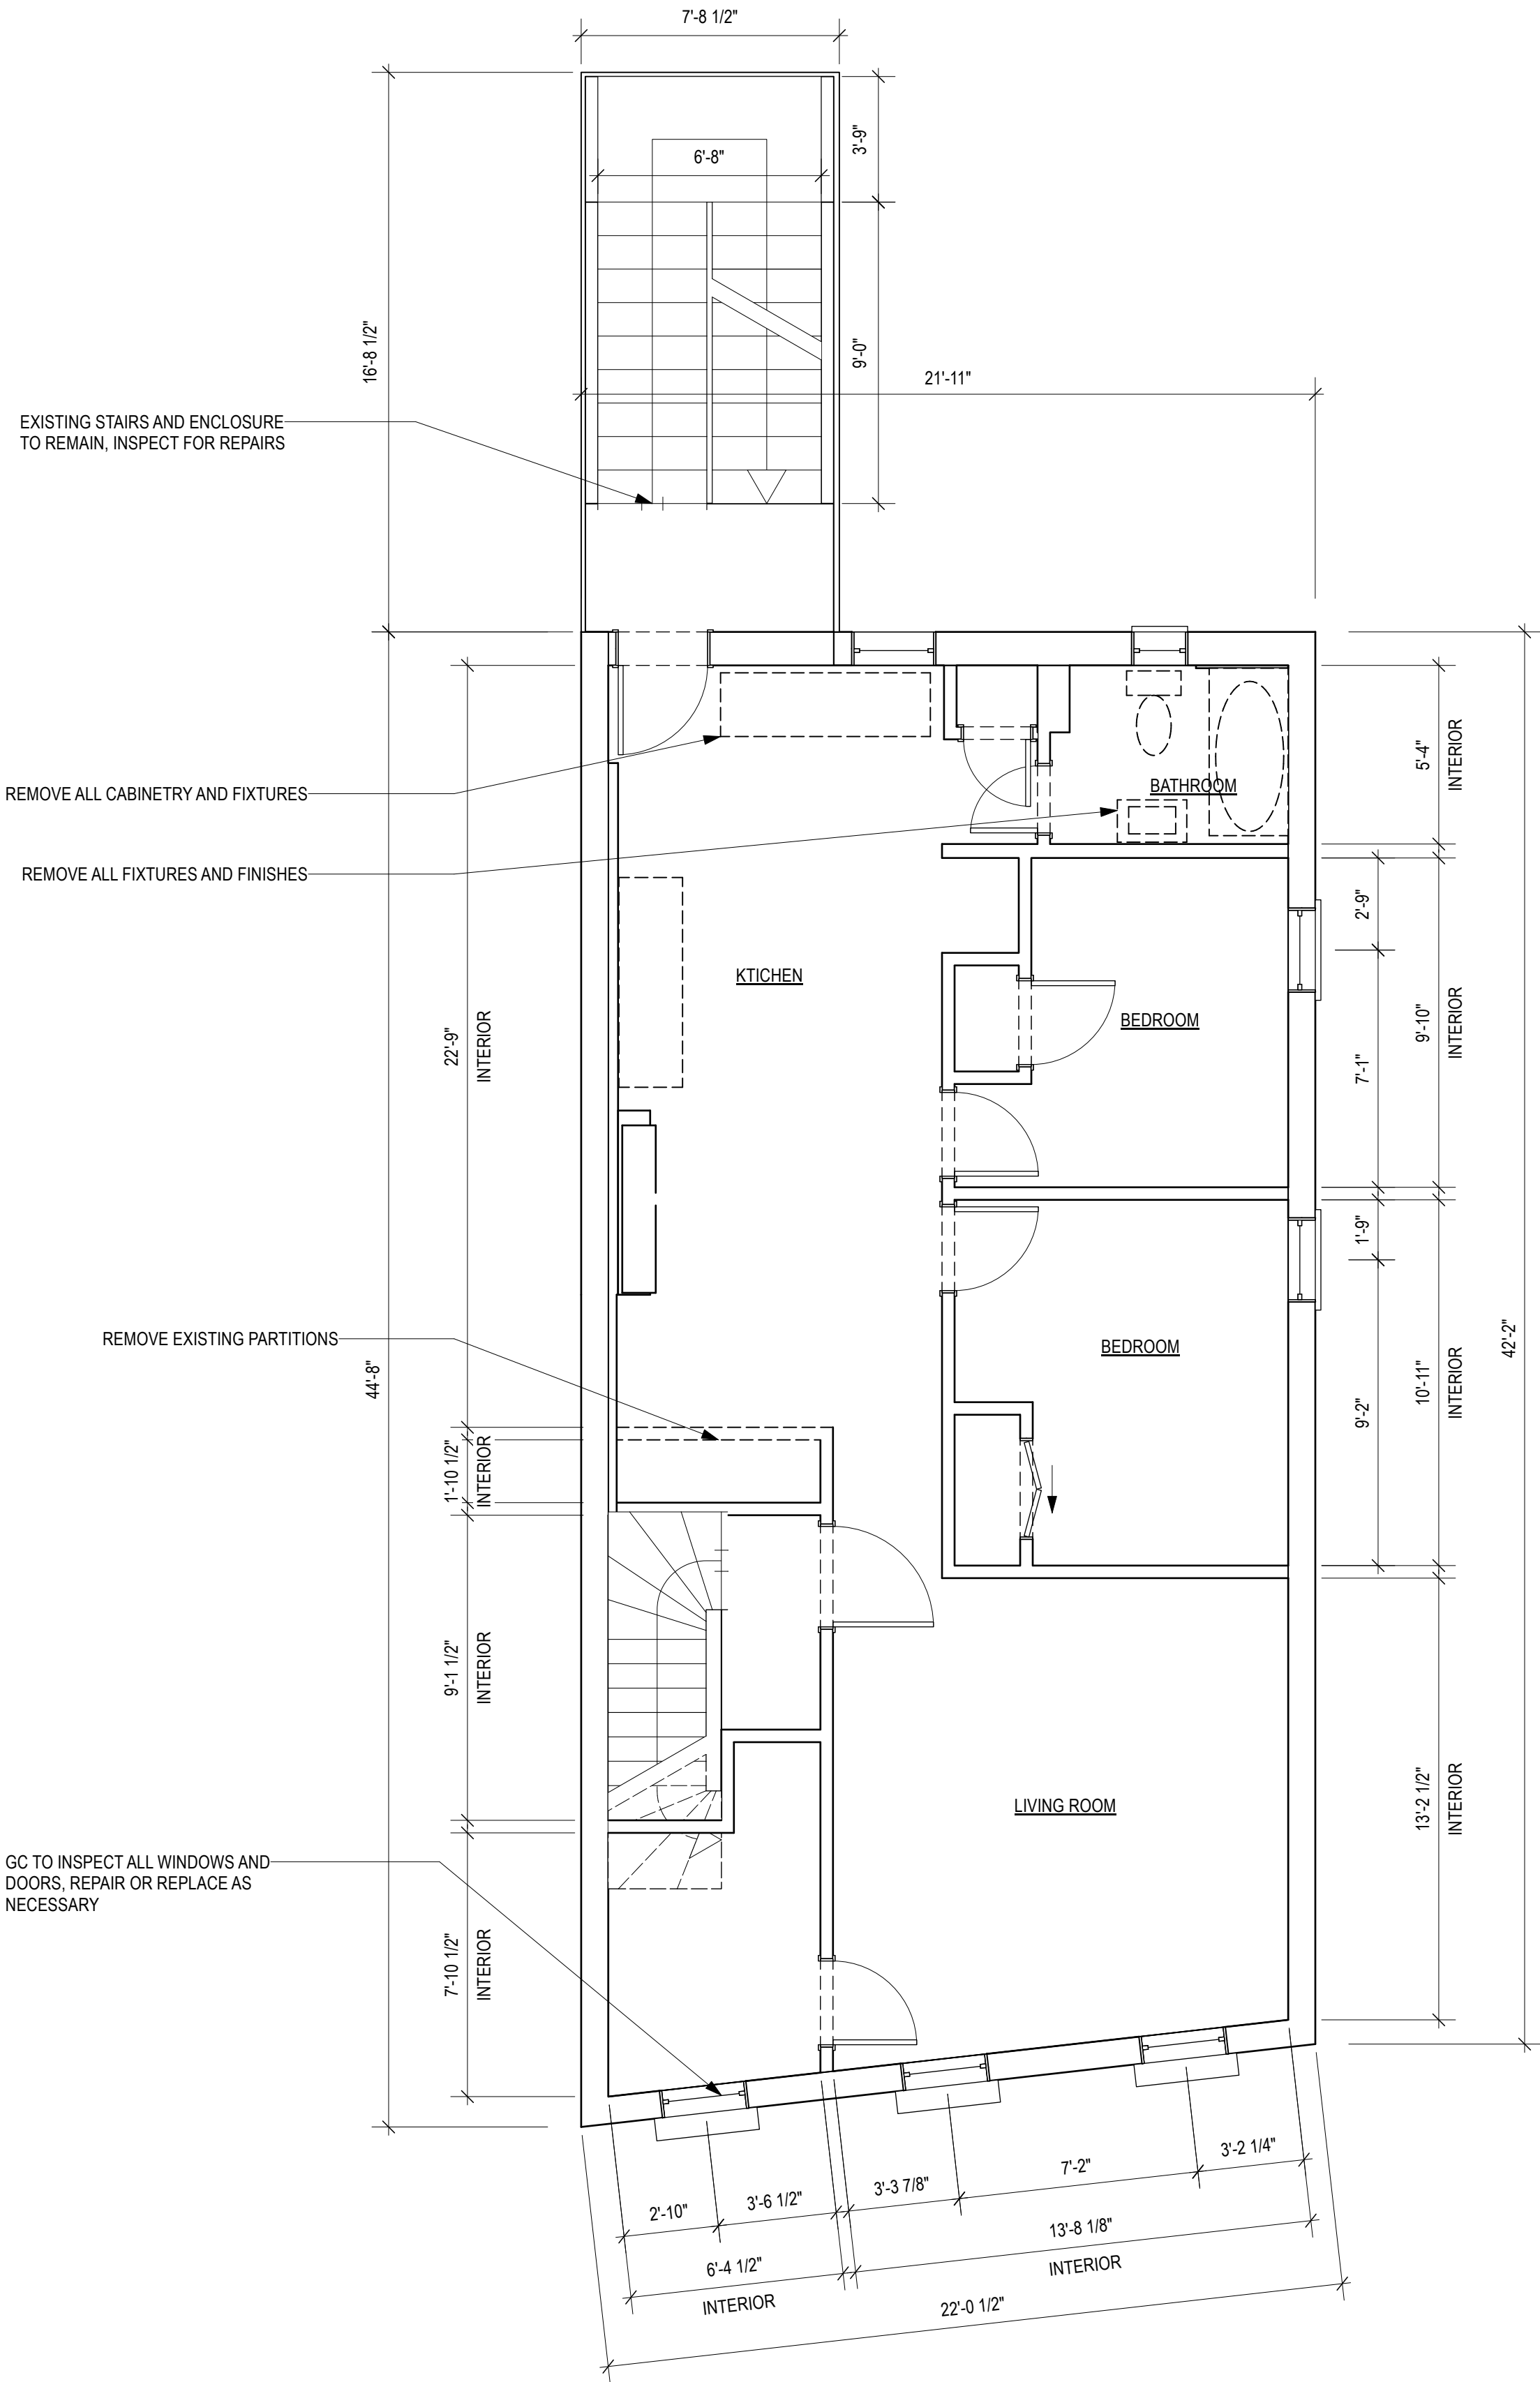 7'-8 1/2"
3'-9"
6'-8"
16'-8 1/2"
9'-0"
21'-11"
EXISTING STAIRS AND ENCLOSURE
TO REMAIN, INSPECT FOR REPAIRS
5'-4"
INTERIOR
BATHROOM
REMOVE ALL CABINETRY AND FIXTURES
REMOVE ALL FIXTURES AND FINISHES
2'-9"
KTICHEN
BEDROOM
9'-10"
INTERIOR
22'-9"
INTERIOR
7'-1"
1'-9"
REMOVE EXISTING PARTITIONS
BEDROOM
42'-2"
44'-8"
10'-11"
INTERIOR
9'-2"
1'-10 1/2"
INTERIOR
9'-1 1/2"
INTERIOR
LIVING ROOM
13'-2 1/2"
INTERIOR
GC TO INSPECT ALL WINDOWS AND
DOORS, REPAIR OR REPLACE AS
NECESSARY
7'-10 1/2"
INTERIOR
2'-10"
3'-6 1/2"
3'-3 7/8"
7'-2"
3'-2 1/4"
6'-4 1/2"
INTERIOR
13'-8 1/8"
INTERIOR
22'-0 1/2"